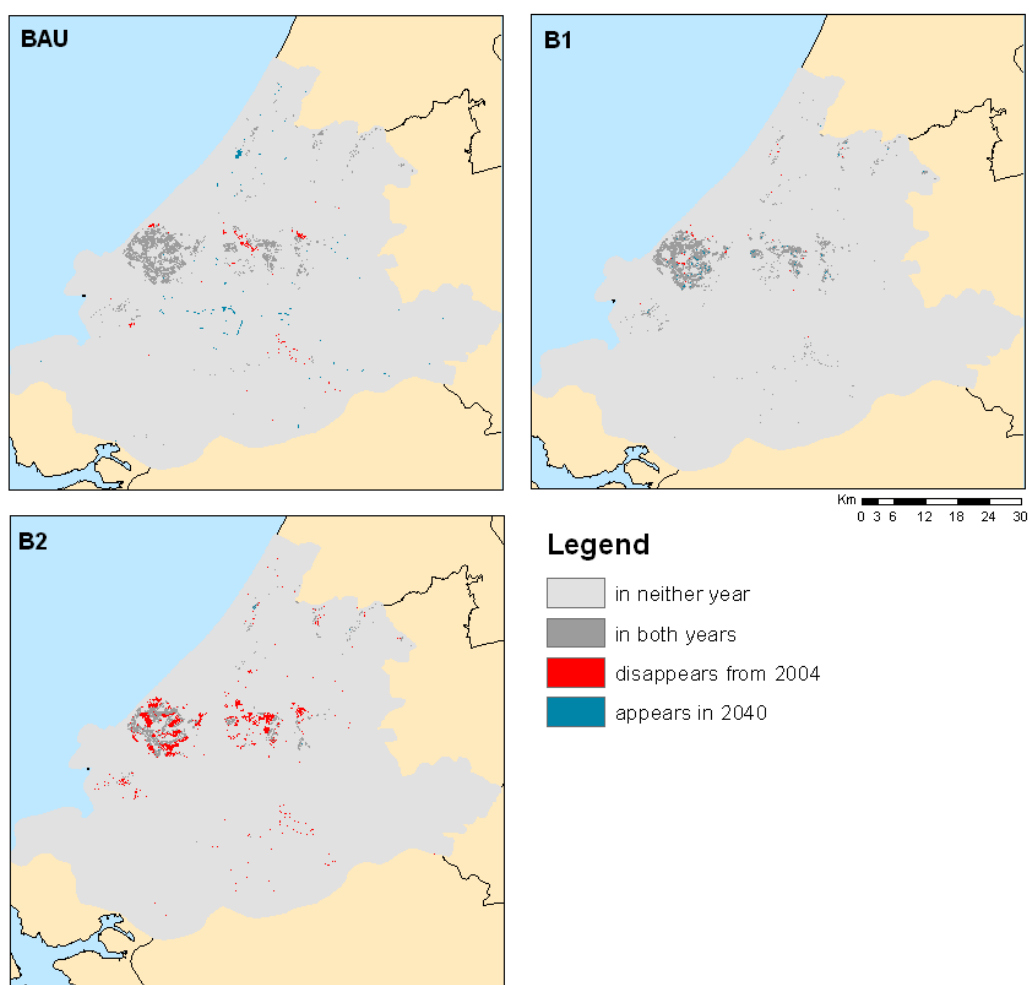 BAU
B1
Km
0 3 6 12 18 24 30
B2
Legend
in neither year
in both years
disappears from 2004
appears in 2040